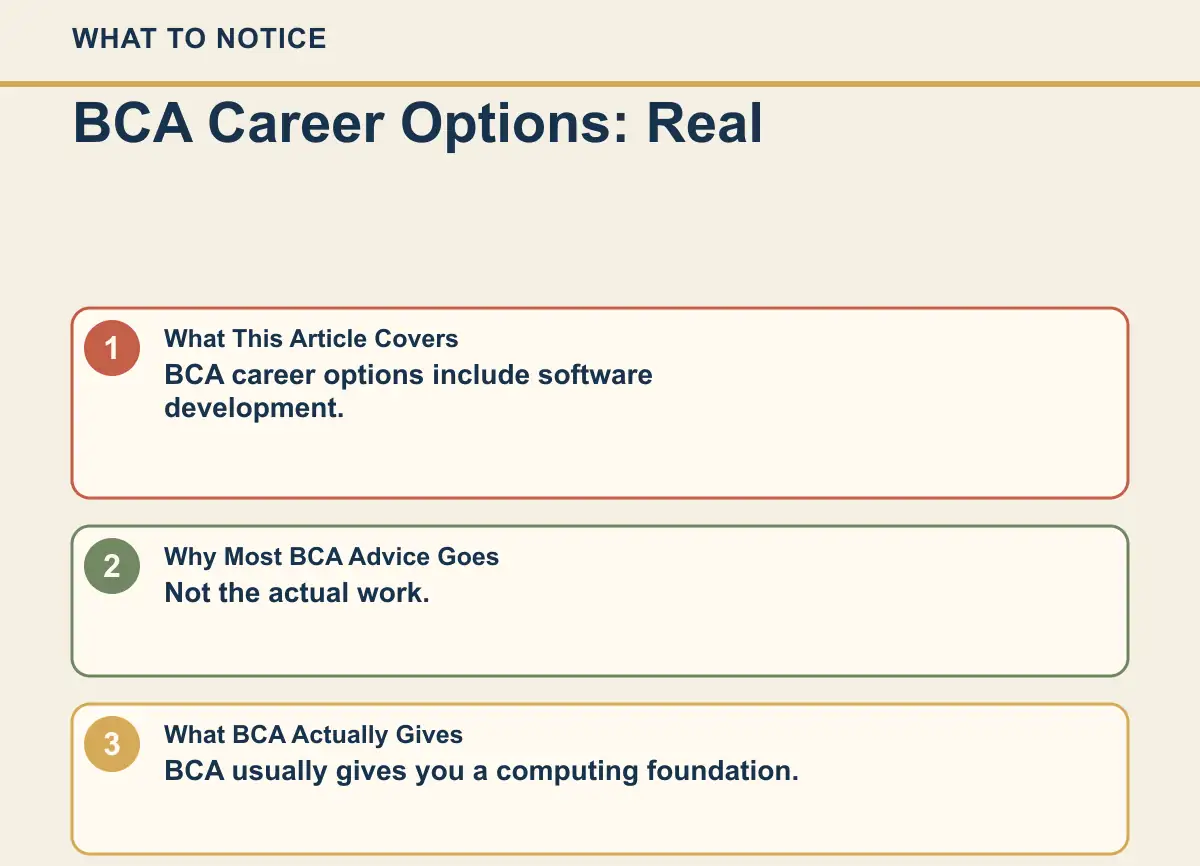 WHAT TO NOTICE
BCA Career Options: Real
1
What This Article Covers
BCA career options include software
development.
2
Why Most BCA Advice Goes
Not the actual work.
3
What BCA Actually Gives
BCA usually gives you a computing foundation.